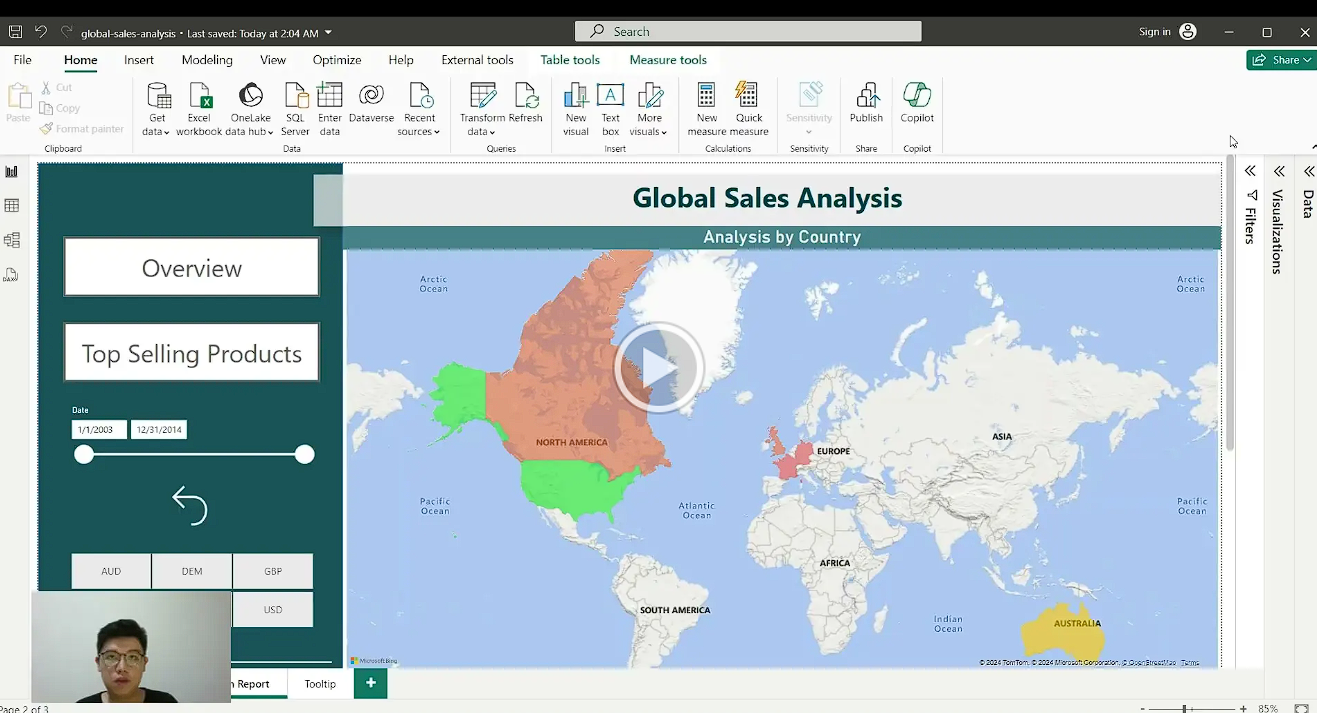 global-sales-analysis • Last saved: Today at 2:04 AM
Search
Sign in
File Home Insert Modeling View Optimize Help External tools Table tools Measure tools
Share
Paste
Cut
Copy
Format painter
Clipboard
Get data
Excel workbook
OneLake data hub
SQL Server
Enter data
Dataverse
Recent sources
Data
Transform data
Refresh
Queries
New visual
Text box
More visuals
Insert
New measure
Quick measure
Calculations
Sensitivity
Sensitivity
Publish
Share
Copilot
Copilot
DAX
Filters
Visualizations
Data
Global Sales Analysis
Analysis by Country
Overview
Top Selling Products
Date
1/1/2003
12/31/2014
AUD DEM GBP
USD
Arctic
Ocean
Arctic
Ocean
NORTH AMERICA
EUROPE
ASIA
Pacific
Ocean
Atlantic
Ocean
Pacific
Ocean
AFRICA
SOUTH AMERICA
Indian
Ocean
AUSTRALIA
Microsoft Bing
© 2024 TomTom, © 2024 Microsoft Corporation, © OpenStreetMap Terms
Report
Tooltip
+
Page 2 of 3
- + 85%